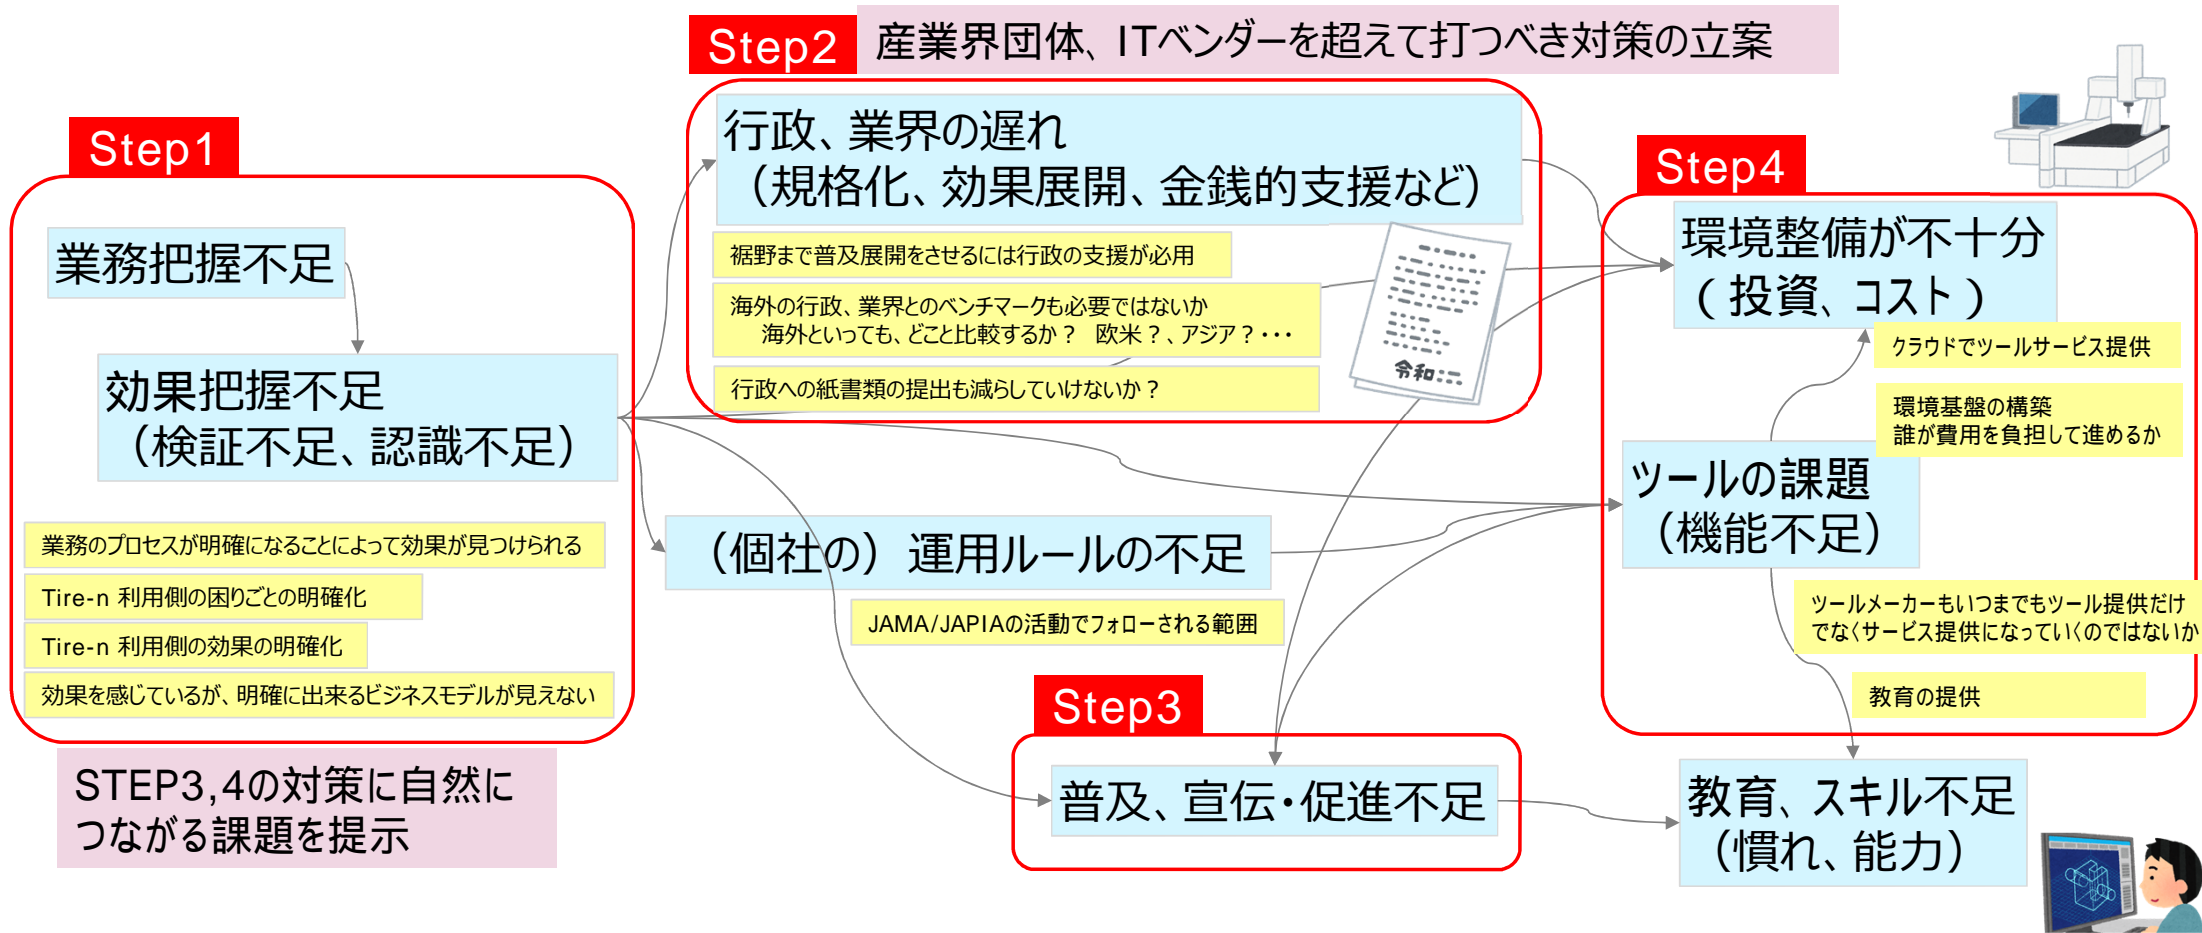 Step1
業務把握不足
効果把握不足
（検証不足、認識不足）
業務のプロセスが明確になることによって効果が見つけられる
Tire-n 利用側の困りごとの明確化
Tire-n 利用側の効果の明確化
効果を感じているが、明確に出来るビジネスモデルが見えない
STEP3,4の対策に自然に
つながる課題を提示
Step2
産業界団体、ITベンダーを超えて打つべき対策の立案
行政、業界の遅れ
（規格化、効果展開、金銭的支援など）
裾野まで普及展開をさせるには行政の支援が必用
海外の行政、業界とのベンチマークも必要ではないか
海外といっても、どこと比較するか？ 欧米？、アジア？・・・
行政への紙書類の提出も減らしていけないか？
令和
（個社の）運用ルールの不足
JAMA/JAPIAの活動でフォローされる範囲
Step3
普及、宣伝・促進不足
Step4
環境整備が不十分
（投資、コスト）
クラウドでツールサービス提供
環境基盤の構築
誰が費用を負担して進めるか
ツールの課題
（機能不足）
ツールメーカーもいつまでもツール提供だけ
でなくサービス提供になっていくのではないか
教育の提供
教育、スキル不足
（慣れ、能力）